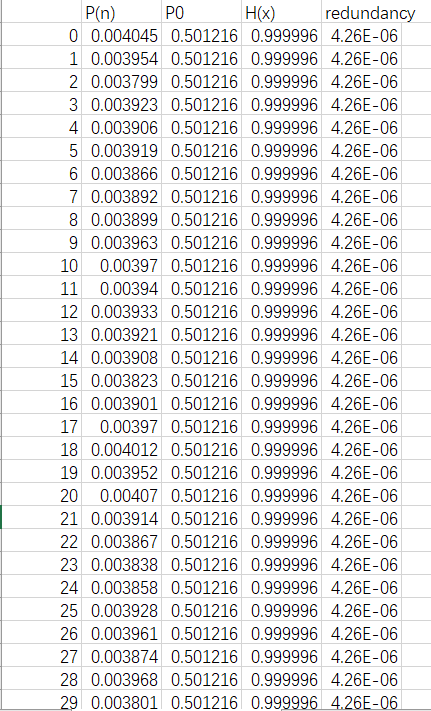 P(n) P0 H(x) redundancy
0 0.004045 0.501216 0.999996 4.26E-06
1 0.003954 0.501216 0.999996 4.26E-06
2 0.003799 0.501216 0.999996 4.26E-06
3 0.003923 0.501216 0.999996 4.26E-06
4 0.003906 0.501216 0.999996 4.26E-06
5 0.003919 0.501216 0.999996 4.26E-06
6 0.003866 0.501216 0.999996 4.26E-06
7 0.003892 0.501216 0.999996 4.26E-06
8 0.003899 0.501216 0.999996 4.26E-06
9 0.003963 0.501216 0.999996 4.26E-06
10 0.00397 0.501216 0.999996 4.26E-06
11 0.00394 0.501216 0.999996 4.26E-06
12 0.003933 0.501216 0.999996 4.26E-06
13 0.003921 0.501216 0.999996 4.26E-06
14 0.003908 0.501216 0.999996 4.26E-06
15 0.003823 0.501216 0.999996 4.26E-06
16 0.003901 0.501216 0.999996 4.26E-06
17 0.00397 0.501216 0.999996 4.26E-06
18 0.004012 0.501216 0.999996 4.26E-06
19 0.003952 0.501216 0.999996 4.26E-06
20 0.00407 0.501216 0.999996 4.26E-06
21 0.003914 0.501216 0.999996 4.26E-06
22 0.003867 0.501216 0.999996 4.26E-06
23 0.003838 0.501216 0.999996 4.26E-06
24 0.003858 0.501216 0.999996 4.26E-06
25 0.003928 0.501216 0.999996 4.26E-06
26 0.003961 0.501216 0.999996 4.26E-06
27 0.003874 0.501216 0.999996 4.26E-06
28 0.003968 0.501216 0.999996 4.26E-06
29 0.003801 0.501216 0.999996 4.26E-06